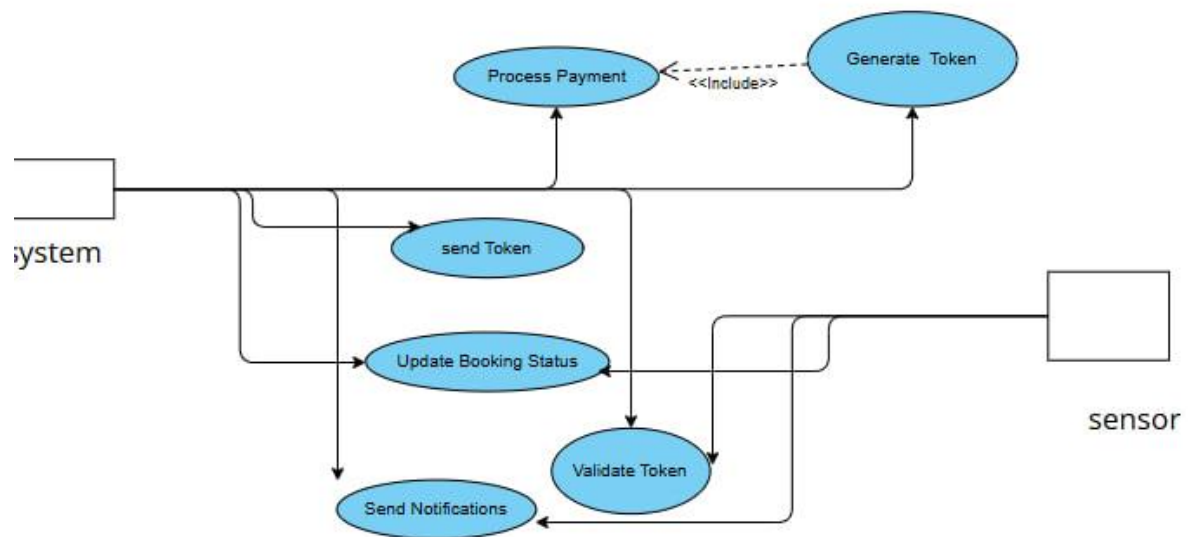 Generate Token
Process Payment
<<Include>>
send Token
system
Update Booking Status
sensor
Validate Token
Send Notifications